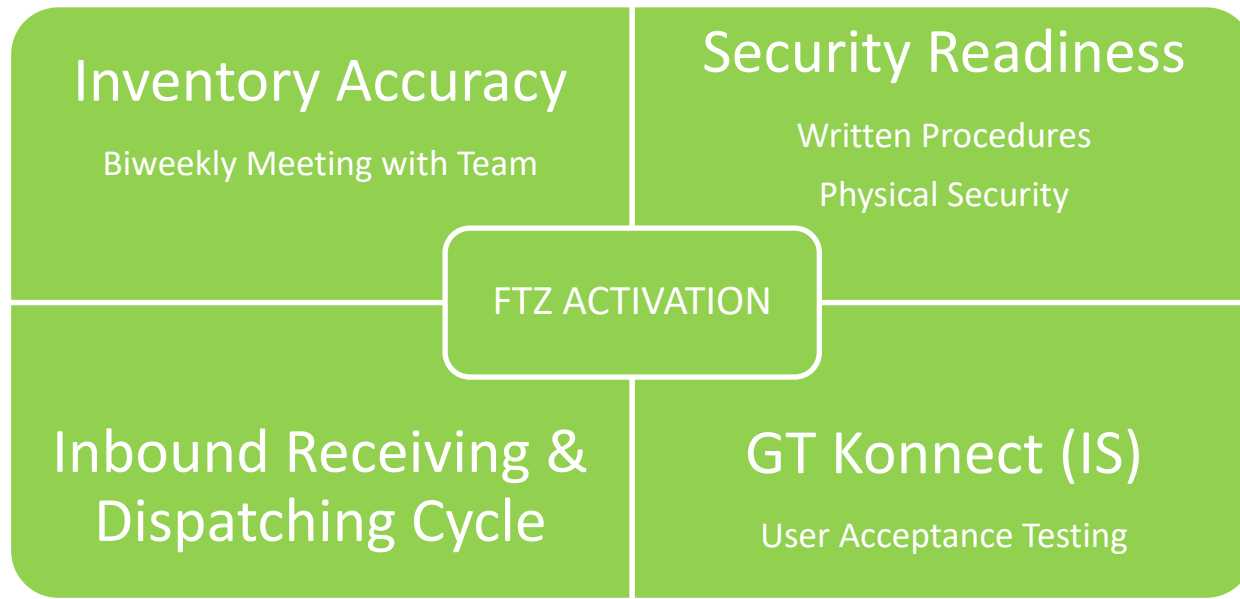 Inventory Accuracy
Biweekly Meeting with Team
Security Readiness
Written Procedures
Physical Security
FTZ ACTIVATION
Inbound Receiving &
Dispatching Cycle
GT Konnect (IS)
User Acceptance Testing